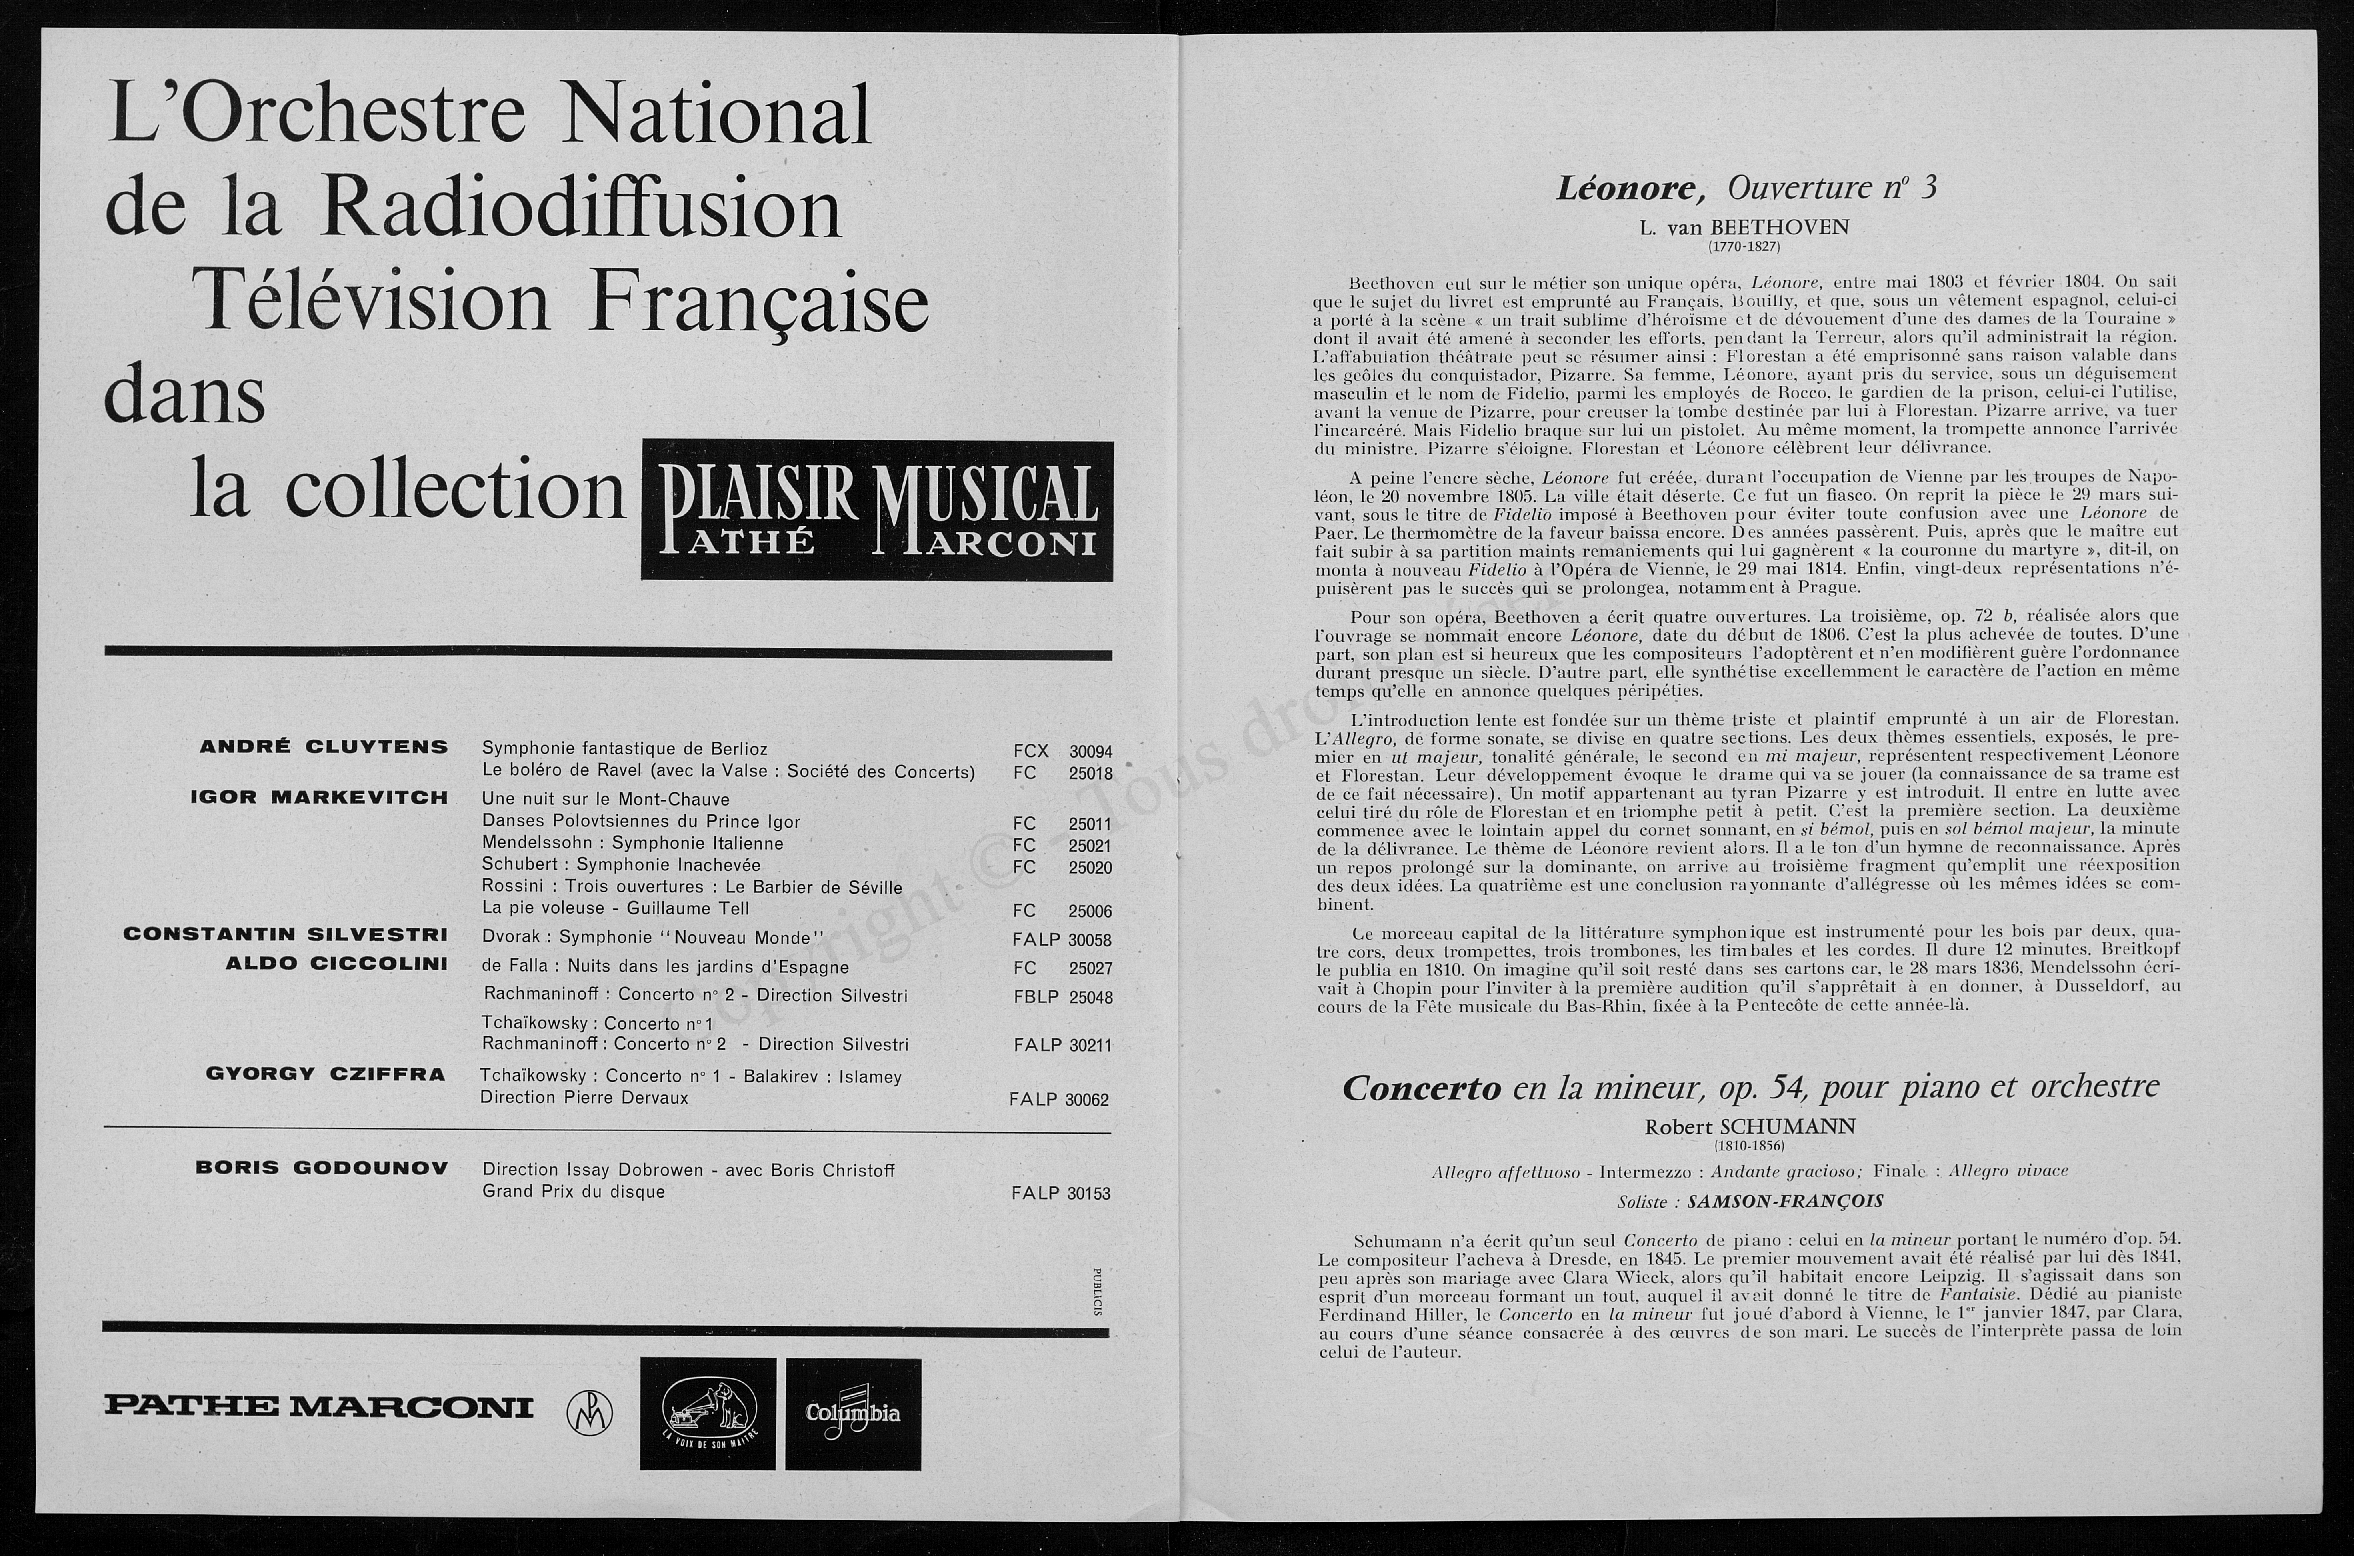 L'Orchestre National
de la Radiodiffusion
Télévision Française
dans
la collection
PLAISIR MUSICAL
PATHÉ MARCONI
ANDRÉ CLUYTENS Symphonie fantastique de Berlioz FCX 30094
Le boléro de Ravel (avec la Valse : Société des Concerts) FC 25018
IGOR MARKEVITCH Une nuit sur le Mont-Chauve
Danses Polovtsiennes du Prince Igor FC 25011
Mendelssohn : Symphonie Italienne FC 25021
Schubert : Symphonie Inachevée FC 25020
Rossini : Trois ouvertures : Le Barbier de Séville
La pie voleuse - Guillaume Tell FC 25006
CONSTANTIN SILVESTRI Dvorak : Symphonie "Nouveau Monde" FALP 30058
ALDO CICCOLINI de Falla : Nuits dans les jardins d'Espagne FC 25027
Rachmaninoff : Concerto n° 2 - Direction Silvestri FBLP 25048
Tchaïkowsky : Concerto n° 1
Rachmaninoff : Concerto n° 2 - Direction Silvestri FALP 30211
GYORGY CZIFFRA Tchaïkowsky : Concerto n° 1 - Balakirev : Islamey
Direction Pierre Dervaux FALP 30062
BORIS GODOUNOV Direction Issay Dobrowen - avec Boris Christoff
Grand Prix du disque FALP 30153
PUBLICIS
PATHE MARCONI
PM
LA VOIX DE SON MAITRE
Columbia
Léonore, Ouverture n° 3
L. van BEETHOVEN
(1770-1827)
Beethoven eut sur le métier son unique opéra, Léonore, entre mai 1803 et février 1804. On sait
que le sujet du livret est emprunté au Français, Bouilly, et que, sous un vêtement espagnol, celui-ci
a porté à la scène « un trait sublime d'héroïsme et de dévouement d'une des dames de la Touraine »
dont il avait été amené à seconder les efforts, pendant la Terreur, alors qu'il administrait la région.
L'affabulation théâtrale peut se résumer ainsi : Florestan a été emprisonné sans raison valable dans
les geôles du conquistador, Pizarre. Sa femme, Léonore, ayant pris du service, sous un déguisement
masculin et le nom de Fidelio, parmi les employés de Rocco, le gardien de la prison, celui-ci l'utilise,
avant la venue de Pizarre, pour creuser la tombe destinée par lui à Florestan. Pizarre arrive, va tuer
l'incarcéré. Mais Fidelio braque sur lui un pistolet. Au même moment, la trompette annonce l'arrivée
du ministre. Pizarre s'éloigne. Florestan et Léonore célèbrent leur délivrance.
A peine l'encre sèche, Léonore fut créée, durant l'occupation de Vienne par les troupes de Napo-
léon, le 20 novembre 1805. La ville était déserte. Ce fut un fiasco. On reprit la pièce le 29 mars sui-
vant, sous le titre de Fidelio imposé à Beethoven pour éviter toute confusion avec une Léonore de
Paer. Le thermomètre de la faveur baissa encore. Des années passèrent. Puis, après que le maître eut
fait subir à sa partition maints remaniements qui lui gagnèrent « la couronne du martyre », dit-il, on
monta à nouveau Fidelio à l'Opéra de Vienne, le 29 mai 1814. Enfin, vingt-deux représentations n'é-
puisèrent pas le succès qui se prolongea, notamment à Prague.
Pour son opéra, Beethoven a écrit quatre ouvertures. La troisième, op. 72 b, réalisée alors que
l'ouvrage se nommait encore Léonore, date du début de 1806. C'est la plus achevée de toutes. D'une
part, son plan est si heureux que les compositeurs l'adoptèrent et n'en modifièrent guère l'ordonnance
durant presque un siècle. D'autre part, elle synthétise excellemment le caractère de l'action en même
temps qu'elle en annonce quelques péripéties.
L'introduction lente est fondée sur un thème triste et plaintif emprunté à un air de Florestan.
L'Allegro, de forme sonate, se divise en quatre sections. Les deux thèmes essentiels, exposés, le pre-
mier en ut majeur, tonalité générale, le second en mi majeur, représentent respectivement Léonore
et Florestan. Leur développement évoque le drame qui va se jouer (la connaissance de sa trame est
de ce fait nécessaire). Un motif appartenant au tyran Pizarre y est introduit. Il entre en lutte avec
celui tiré du rôle de Florestan et en triomphe petit à petit. C'est la première section. La deuxième
commence avec le lointain appel du cornet sonnant, en si bémol, puis en sol bémol majeur, la minute
de la délivrance. Le thème de Léonore revient alors. Il a le ton d'un hymne de reconnaissance. Après
un repos prolongé sur la dominante, on arrive au troisième fragment qu'emplit une réexposition
des deux idées. La quatrième est une conclusion rayonnante d'allégresse où les mêmes idées se com-
binent.
Ce morceau capital de la littérature symphonique est instrumenté pour les bois par deux, qua-
tre cors, deux trompettes, trois trombones, les timbales et les cordes. Il dure 12 minutes. Breitkopf
le publia en 1810. On imagine qu'il soit resté dans ses cartons car, le 28 mars 1836, Mendelssohn écri-
vait à Chopin pour l'inviter à la première audition qu'il s'apprêtait à en donner, à Dusseldorf, au
cours de la Fête musicale du Bas-Rhin, fixée à la Pentecôte de cette année-là.
Concerto en la mineur, op. 54, pour piano et orchestre
Robert SCHUMANN
(1810-1856)
Allegro affettuoso - Intermezzo : Andante gracioso; Finale : Allegro vivace
Soliste : SAMSON-FRANÇOIS
Schumann n'a écrit qu'un seul Concerto de piano : celui en la mineur portant le numéro d'op. 54.
Le compositeur l'acheva à Dresde, en 1845. Le premier mouvement avait été réalisé par lui dès 1841,
peu après son mariage avec Clara Wieck, alors qu'il habitait encore Leipzig. Il s'agissait dans son
esprit d'un morceau formant un tout, auquel il avait donné le titre de Fantaisie. Dédié au pianiste
Ferdinand Hiller, le Concerto en la mineur fut joué d'abord à Vienne, le 1er janvier 1847, par Clara,
au cours d'une séance consacrée à des œuvres de son mari. Le succès de l'interprète passa de loin
celui de l'auteur.
Copyright © - Tous droits